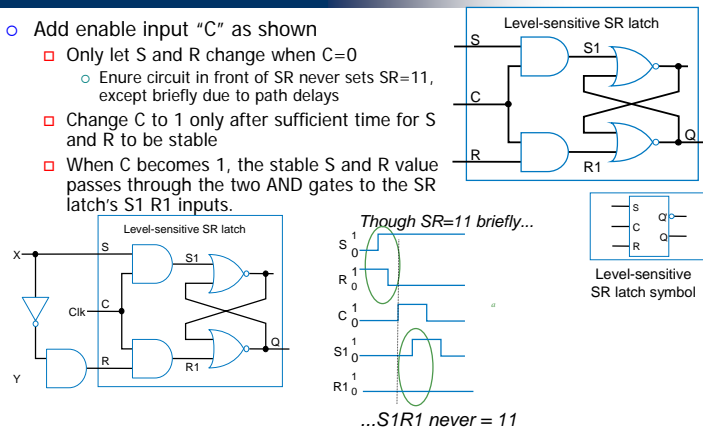 Add enable input “C” as shown
Only let S and R change when C=0
Enure circuit in front of SR never sets SR=11,
except briefly due to path delays
Change C to 1 only after sufficient time for S
and R to be stable
When C becomes 1, the stable S and R value
passes through the two AND gates to the SR
latch’s S1 R1 inputs.
Level-sensitive SR latch
S
S1
C
Q
R
R1
S
C
R
Q’
Q
Level-sensitive
SR latch symbol
Level-sensitive SR latch
X
S
S1
Clk
C
Q
R
R1
Y
Though SR=11 briefly...
S 1
0
R 1
0
C 1
0
S1 1
0
R1 1
0
a
...S1R1 never = 11